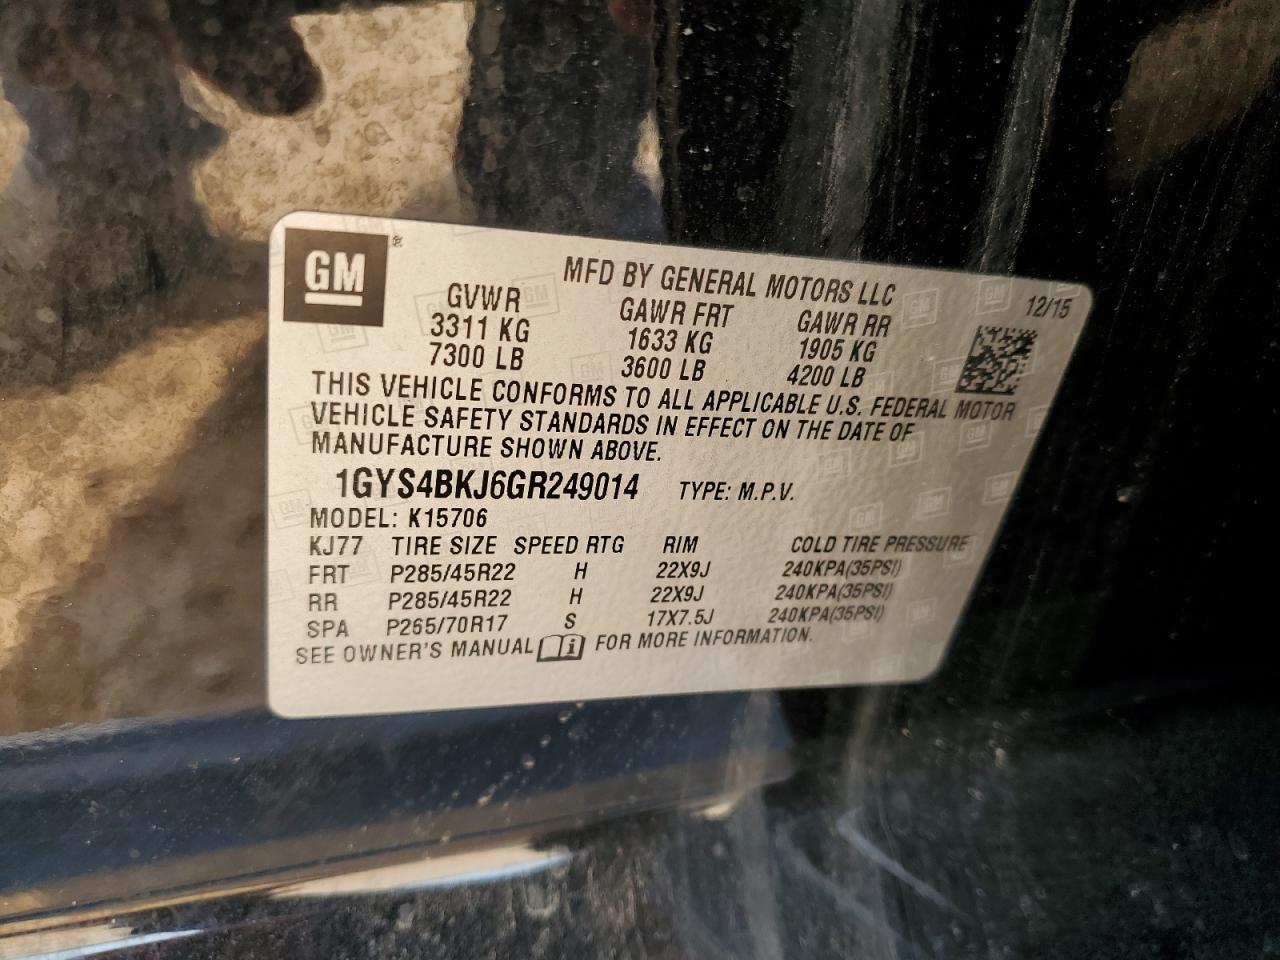 GM ®
MFD BY GENERAL MOTORS LLC
12/15
GVWR GAWR FRT GAWR RR
3311 KG 1633 KG 1905 KG
7300 LB 3600 LB 4200 LB
THIS VEHICLE CONFORMS TO ALL APPLICABLE U.S. FEDERAL MOTOR
VEHICLE SAFETY STANDARDS IN EFFECT ON THE DATE OF
MANUFACTURE SHOWN ABOVE.
1GYS4BKJ6GR249014 TYPE: M.P.V.
MODEL: K15706
KJ77 TIRE SIZE SPEED RTG RIM COLD TIRE PRESSURE
FRT P285/45R22 H 22X9J 240KPA(35PSI)
RR P285/45R22 H 22X9J 240KPA(35PSI)
SPA P265/70R17 S 17X7.5J 240KPA(35PSI)
SEE OWNER'S MANUAL i FOR MORE INFORMATION.